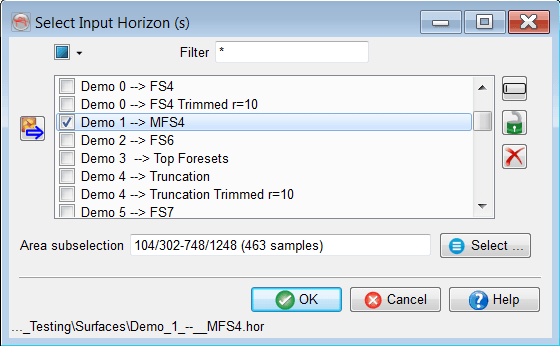 Select Input Horizon (s)
Filter *
Demo 0 --> FS4
Demo 0 --> FS4 Trimmed r=10
Demo 1 --> MFS4
Demo 2 --> FS6
Demo 3 --> Top Foresets
Demo 4 --> Truncation
Demo 4 --> Truncation Trimmed r=10
Demo 5 --> FS7
Area subselection 104/302-748/1248 (463 samples) Select ...
OK Cancel Help
..._Testing\Surfaces\Demo_1_--__MFS4.hor